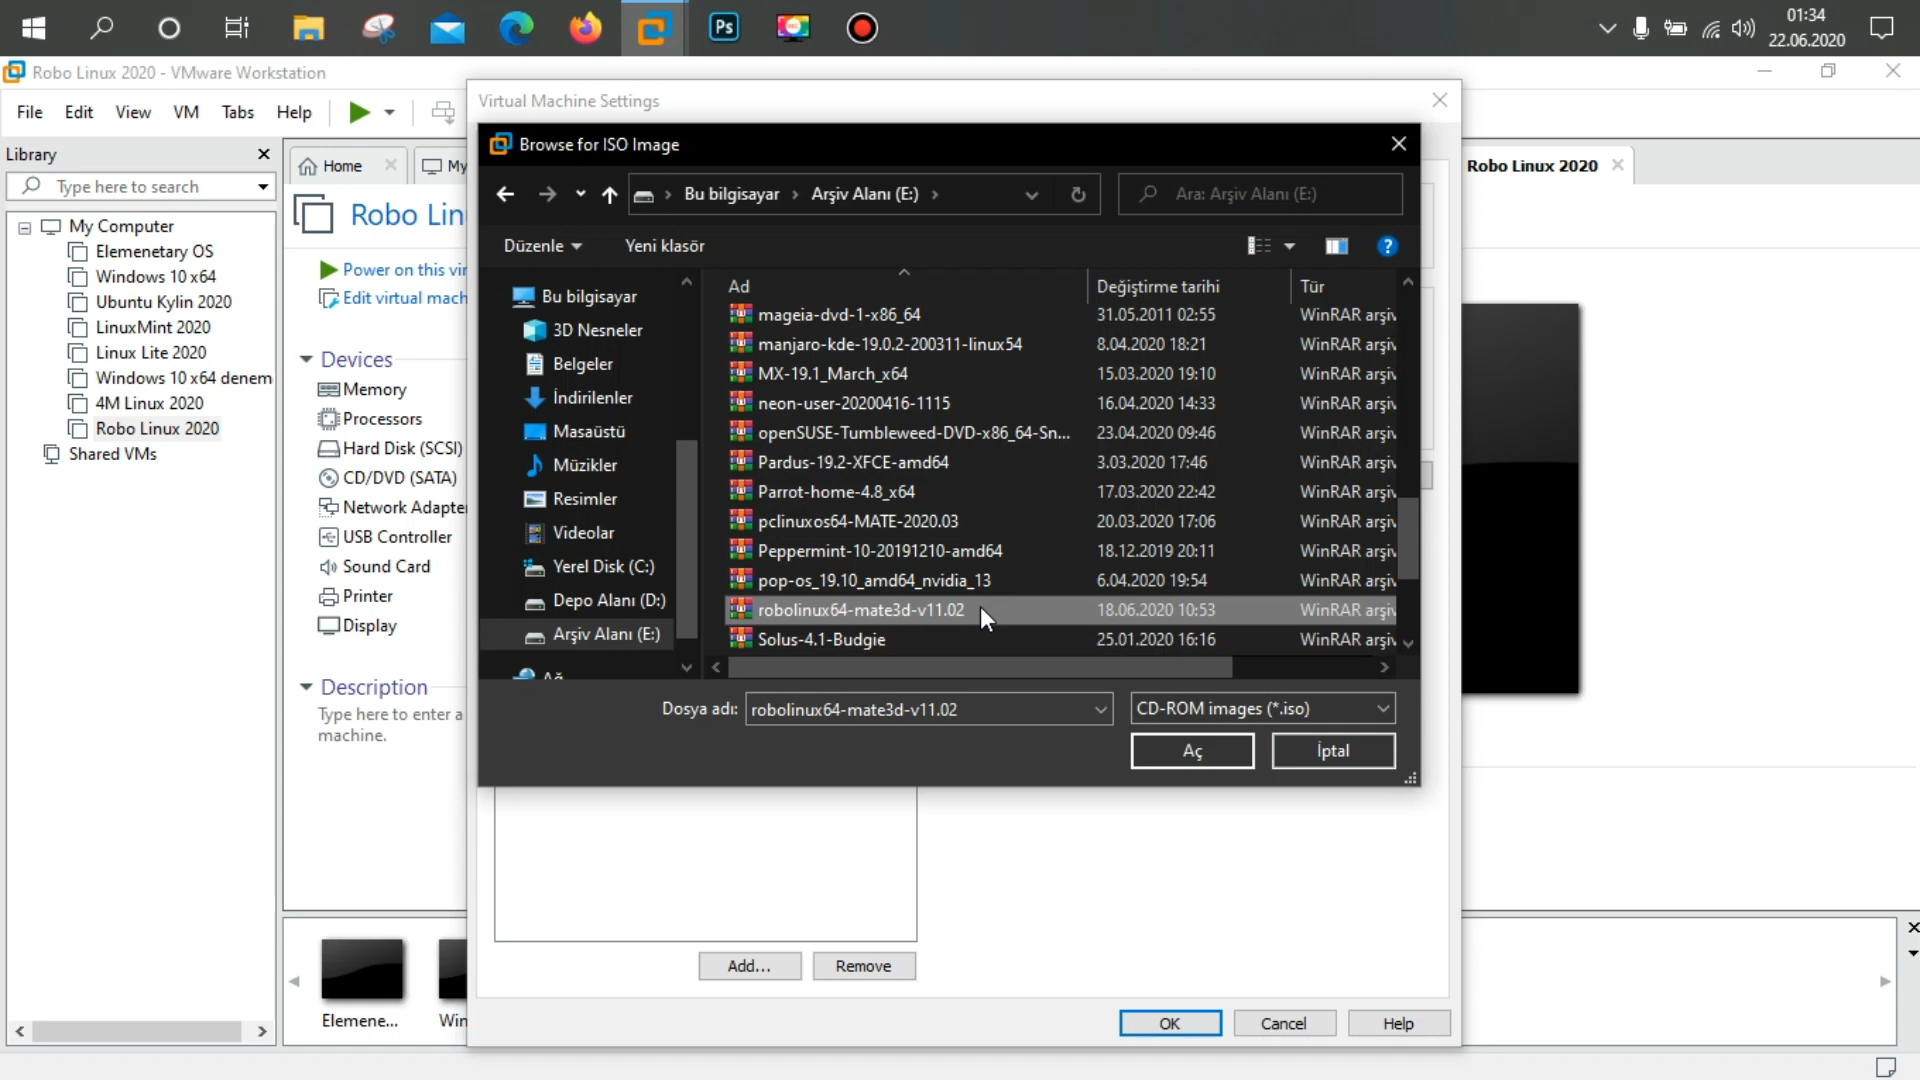 Ps
01:34
22.06.2020
Robo Linux 2020 - VMware Workstation
File Edit View VM Tabs Help
Library
Type here to search
My Computer
Elemenetary OS
Windows 10 x64
Ubuntu Kylin 2020
LinuxMint 2020
Linux Lite 2020
Windows 10 x64 denem
4M Linux 2020
Robo Linux 2020
Shared VMs
Home
My
Robo Linux 2020
Robo Lin
Power on this vir
Edit virtual mach
Devices
Memory
Processors
Hard Disk (SCSI)
CD/DVD (SATA)
Network Adapte
USB Controller
Sound Card
Printer
Display
Description
Type here to enter a
machine.
Virtual Machine Settings
Browse for ISO Image
Bu bilgisayar
Arşiv Alanı (E:)
Ara: Arşiv Alanı (E:)
Düzenle
Yeni klasör
Bu bilgisayar
3D Nesneler
Belgeler
İndirilenler
Masaüstü
Müzikler
Resimler
Videolar
Yerel Disk (C:)
Depo Alanı (D:)
Arşiv Alanı (E:)
Ağ
Ad Değiştirme tarihi Tür
mageia-dvd-1-x86_64 31.05.2011 02:55 WinRAR arşiv
manjaro-kde-19.0.2-200311-linux54 8.04.2020 18:21 WinRAR arşiv
MX-19.1_March_x64 15.03.2020 19:10 WinRAR arşiv
neon-user-20200416-1115 16.04.2020 14:33 WinRAR arşiv
openSUSE-Tumbleweed-DVD-x86_64-Sn... 23.04.2020 09:46 WinRAR arşiv
Pardus-19.2-XFCE-amd64 3.03.2020 17:46 WinRAR arşiv
Parrot-home-4.8_x64 17.03.2020 22:42 WinRAR arşiv
pclinuxos64-MATE-2020.03 20.03.2020 17:06 WinRAR arşiv
Peppermint-10-20191210-amd64 18.12.2019 20:11 WinRAR arşiv
pop-os_19.10_amd64_nvidia_13 6.04.2020 19:54 WinRAR arşiv
robolinux64-mate3d-v11.02 18.06.2020 10:53 WinRAR arşiv
Solus-4.1-Budgie 25.01.2020 16:16 WinRAR arşiv
Dosya adı: robolinux64-mate3d-v11.02
CD-ROM images (*.iso)
Aç
İptal
Add...
Remove
OK
Cancel
Help
Elemene...
Win